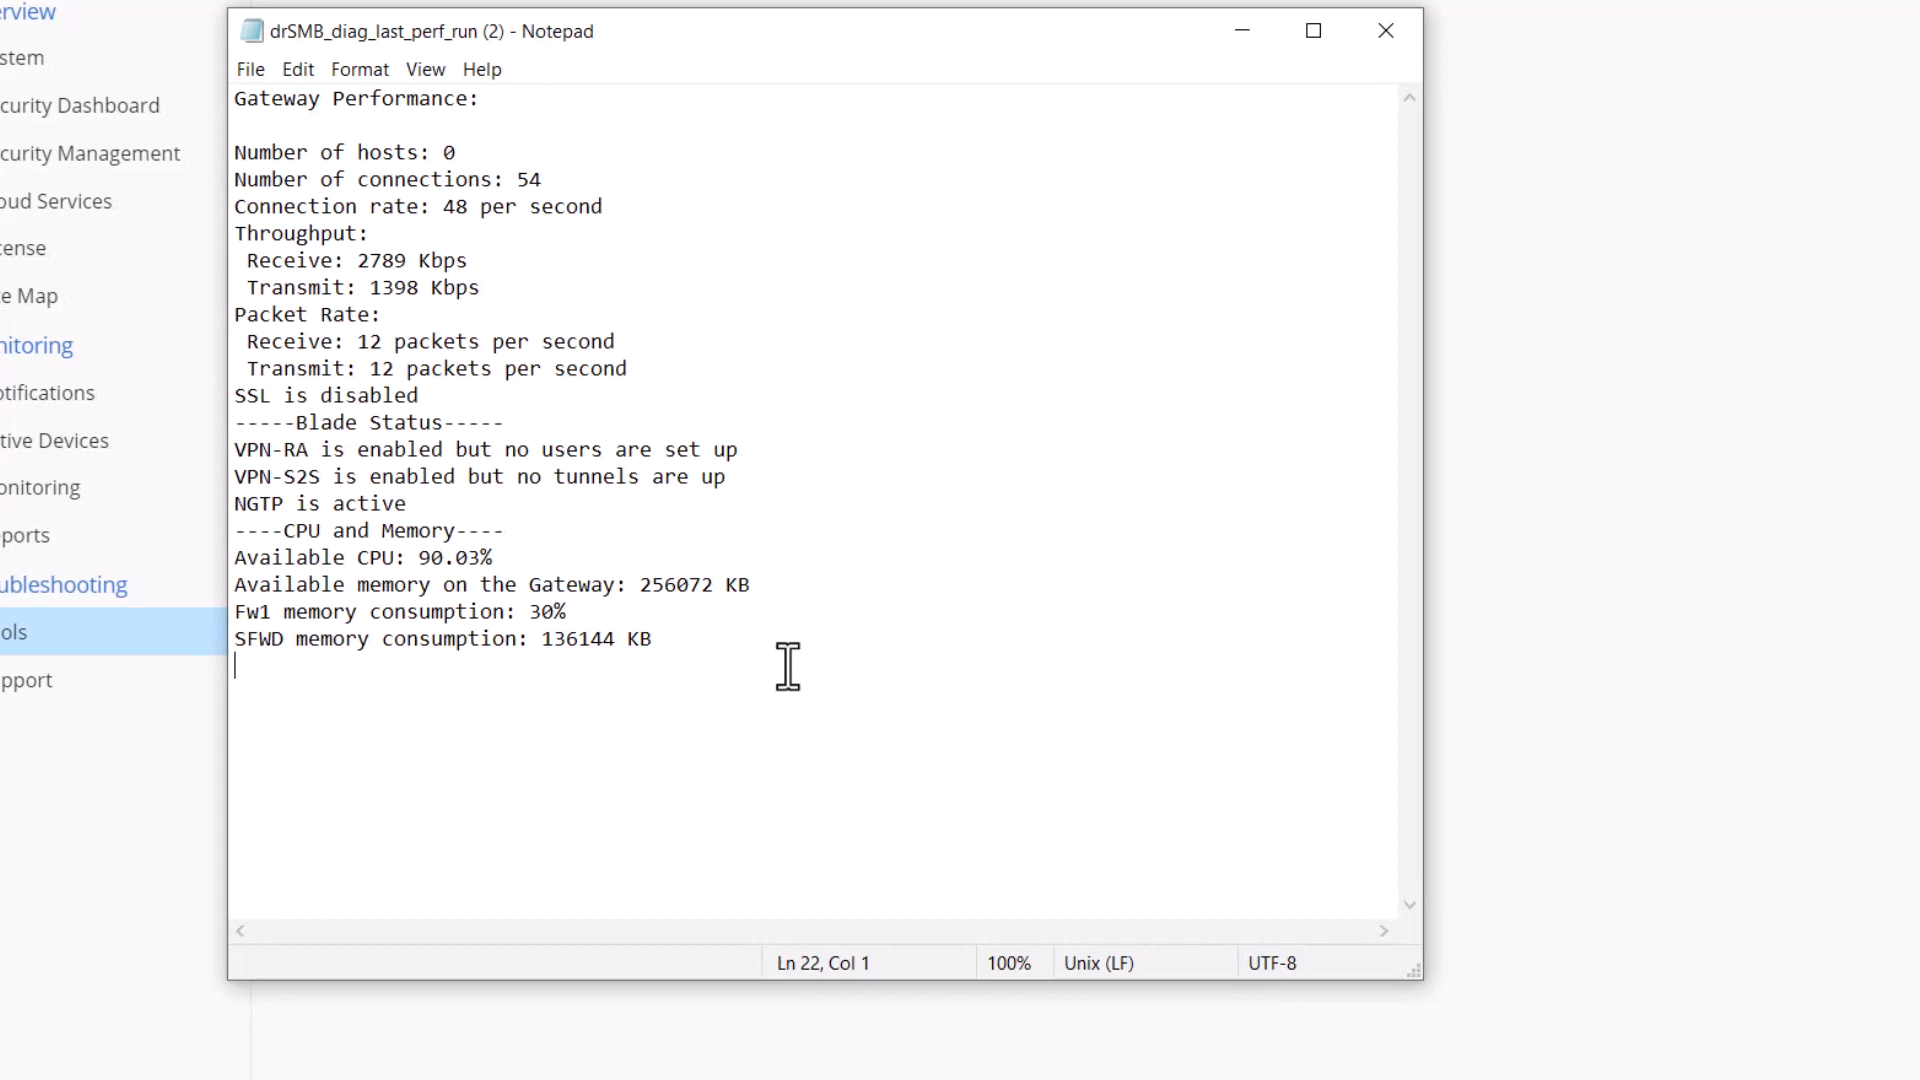 rview
stem
curity Dashboard
curity Management
oud Services
ense
e Map
nitoring
otifications
tive Devices
onitoring
ports
ubleshooting
ols
pport
drSMB_diag_last_perf_run (2) - Notepad
File Edit Format View Help
Gateway Performance:
Number of hosts: 0
Number of connections: 54
Connection rate: 48 per second
Throughput:
Receive: 2789 Kbps
Transmit: 1398 Kbps
Packet Rate:
Receive: 12 packets per second
Transmit: 12 packets per second
SSL is disabled
-----Blade Status-----
VPN-RA is enabled but no users are set up
VPN-S2S is enabled but no tunnels are up
NGTP is active
----CPU and Memory----
Available CPU: 90.03%
Available memory on the Gateway: 256072 KB
Fw1 memory consumption: 30%
SFWD memory consumption: 136144 KB
Ln 22, Col 1 100% Unix (LF) UTF-8